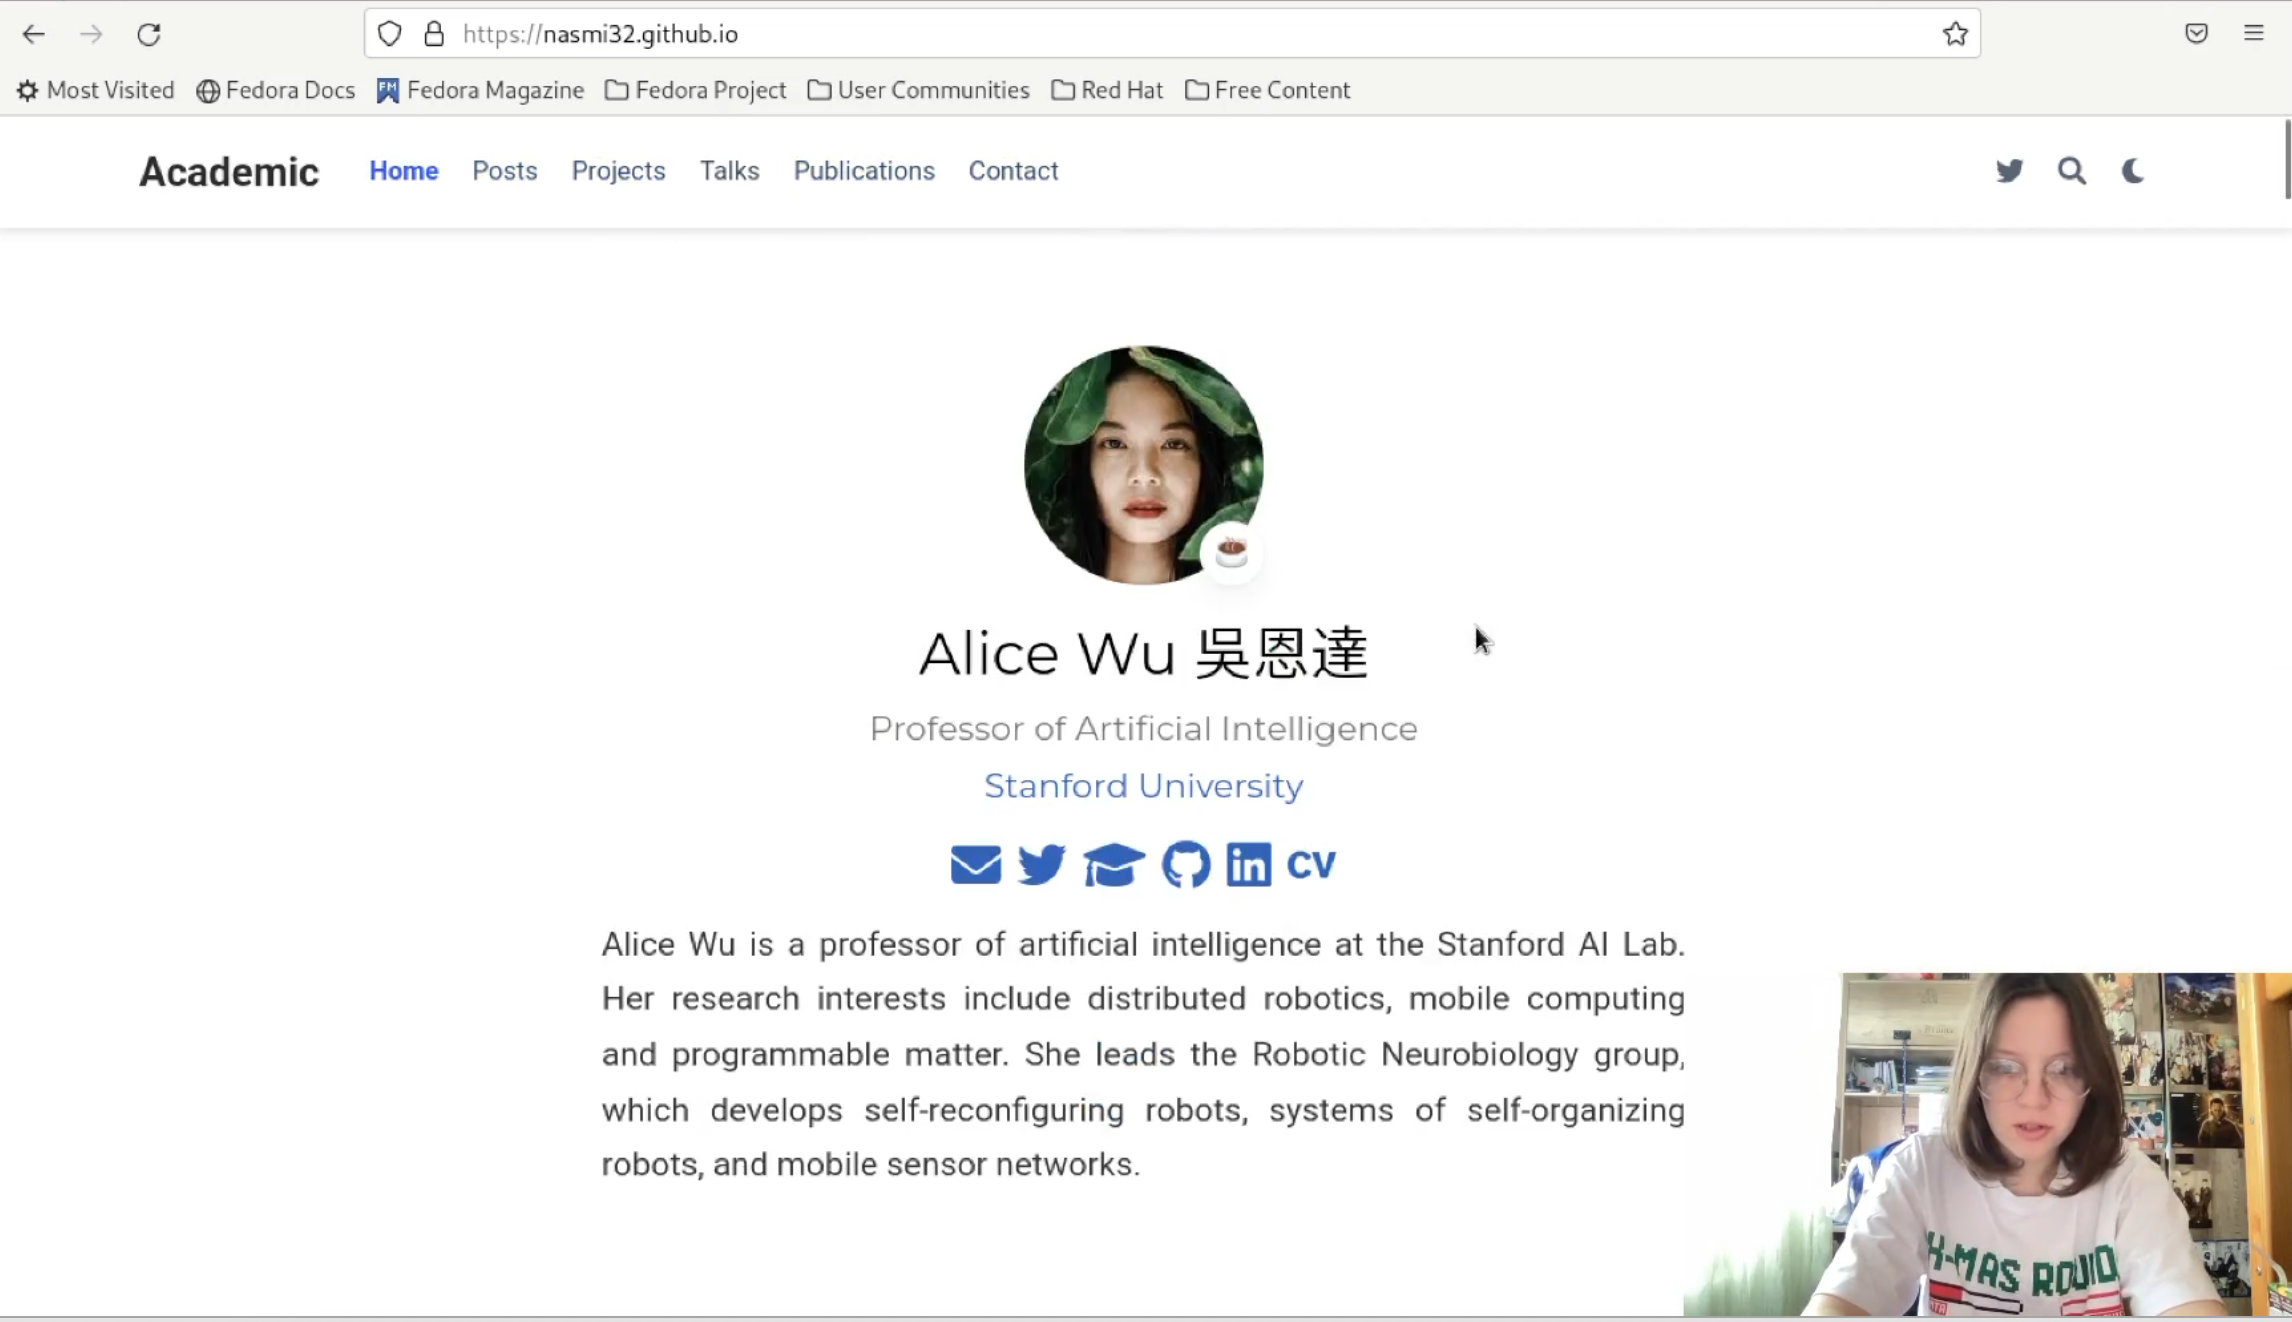 https://nasmi32.github.io
Most Visited Fedora Docs FM Fedora Magazine Fedora Project User Communities Red Hat Free Content
Academic Home Posts Projects Talks Publications Contact
Alice Wu 吳恩達
Professor of Artificial Intelligence
Stanford University
in CV
Alice Wu is a professor of artificial intelligence at the Stanford AI Lab.
Her research interests include distributed robotics, mobile computing
and programmable matter. She leads the Robotic Neurobiology group,
which develops self-reconfiguring robots, systems of self-organizing
robots, and mobile sensor networks.
X-MAS ROUND